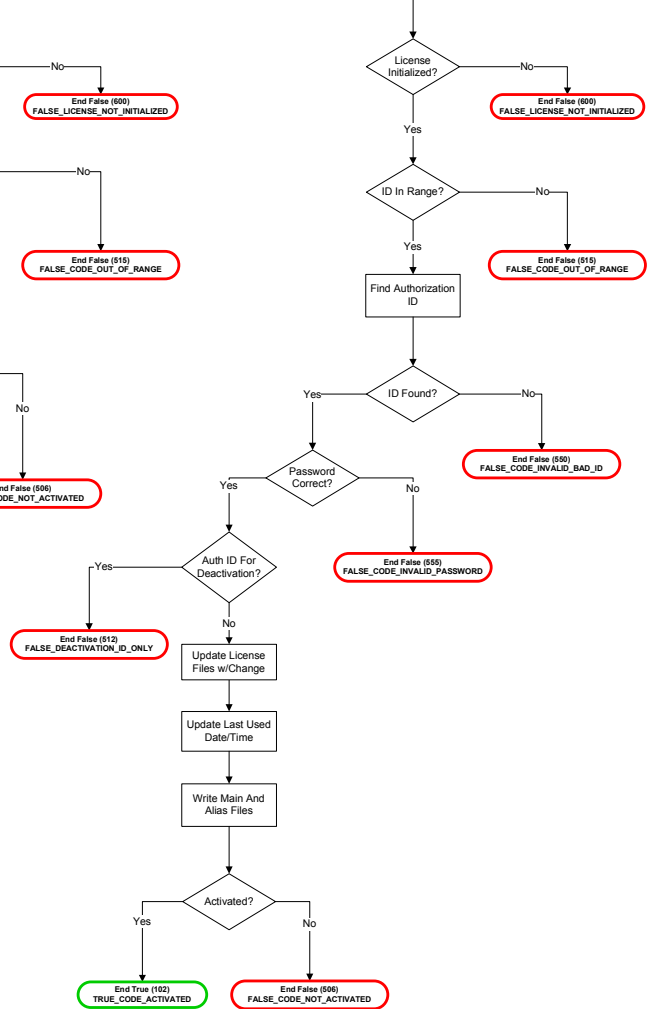 License
Initialized?
No
No
End False (600)
FALSE_LICENSE_NOT_INITIALIZED
End False (600)
FALSE_LICENSE_NOT_INITIALIZED
Yes
No
ID In Range?
No
Yes
End False (515)
FALSE_CODE_OUT_OF_RANGE
End False (515)
FALSE_CODE_OUT_OF_RANGE
Find Authorization
ID
No
Yes
ID Found?
No
End False (550)
FALSE_CODE_INVALID_BAD_ID
False (506)
NOT_ACTIVATED
Password
Correct?
Yes
No
Auth ID For
Deactivation?
Yes
End False (555)
FALSE_CODE_INVALID_PASSWORD
No
End False (512)
FALSE_DEACTIVATION_ID_ONLY
Update License
Files w/Change
Update Last Used
Date/Time
Write Main And
Alias Files
Activated?
Yes
No
End True (102)
TRUE_CODE_ACTIVATED
End False (506)
FALSE_CODE_NOT_ACTIVATED